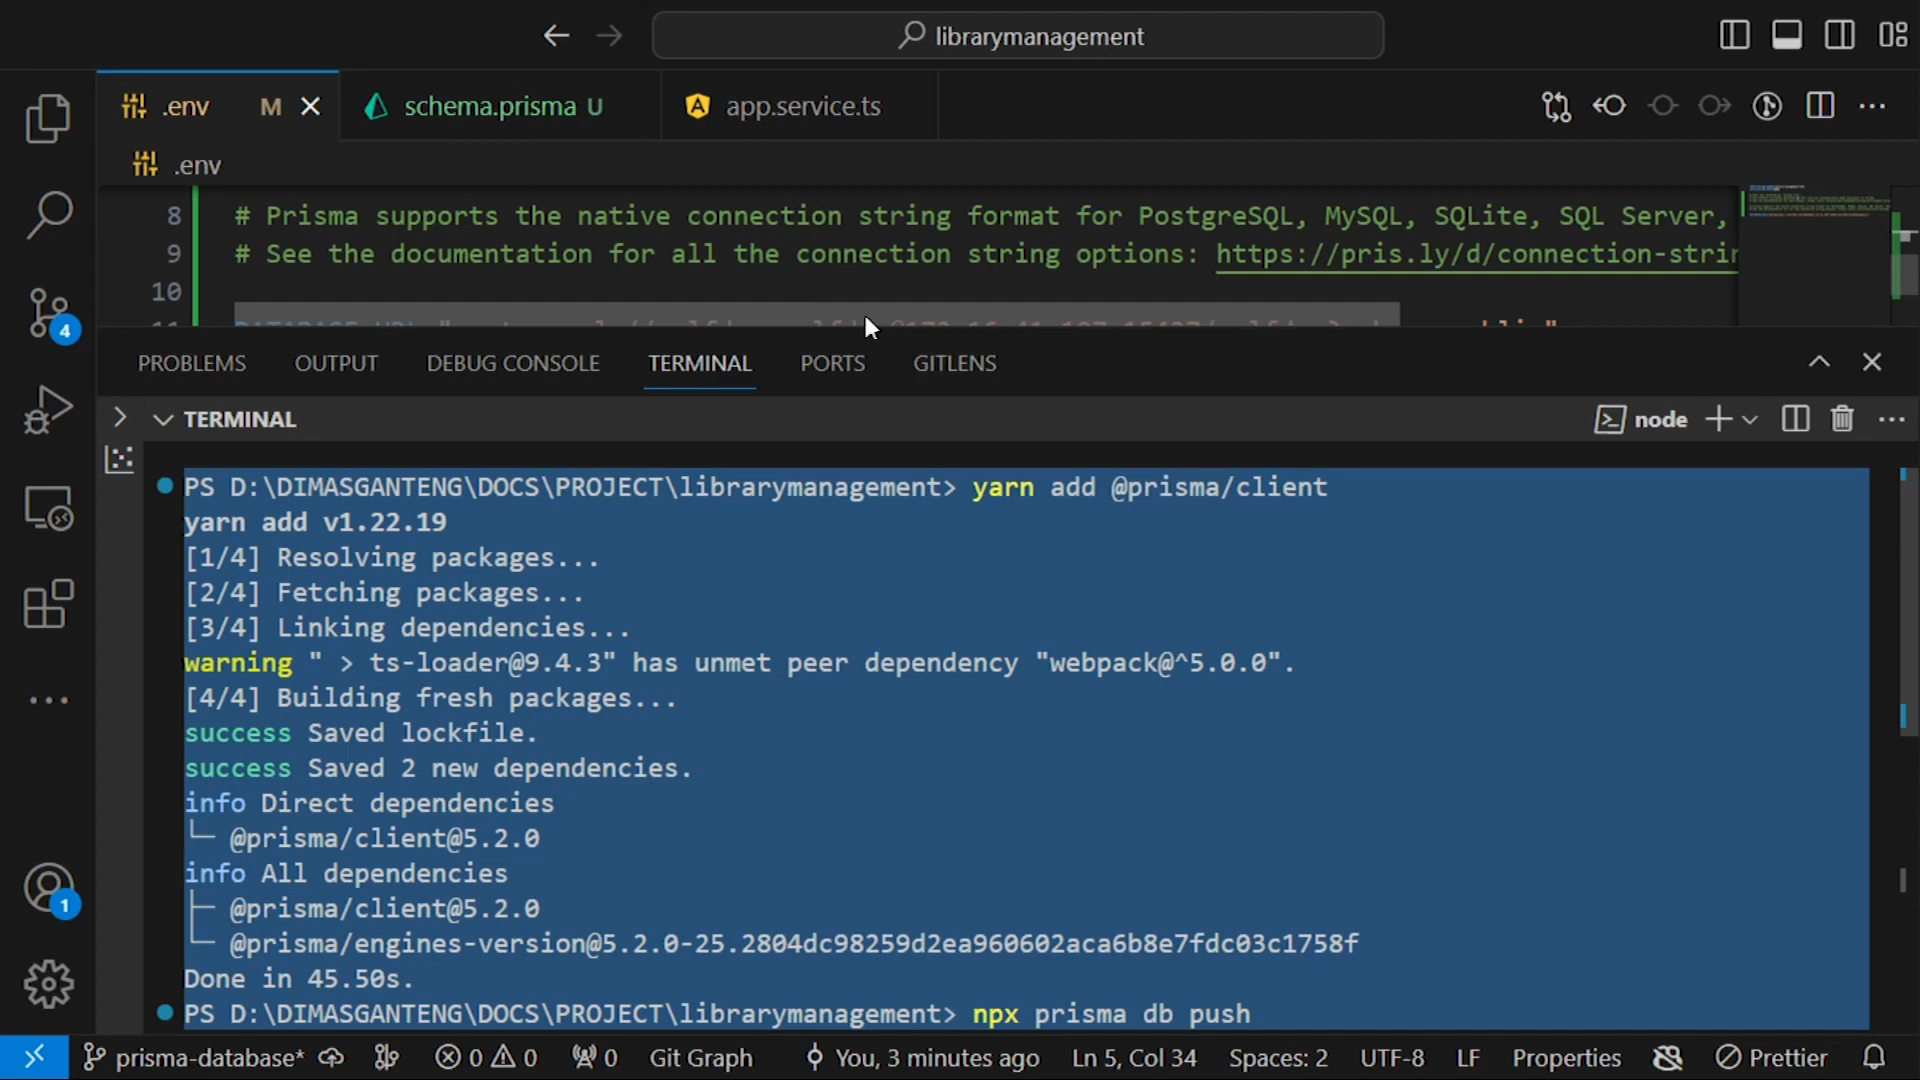 librarymanagement
.env M
schema.prisma U
app.service.ts
.env
8 # Prisma supports the native connection string format for PostgreSQL, MySQL, SQLite, SQL Server,
9 # See the documentation for all the connection string options: https://pris.ly/d/connection-strin
10
PROBLEMS OUTPUT DEBUG CONSOLE TERMINAL PORTS GITLENS
TERMINAL
node
PS D:\DIMASGANTENG\DOCS\PROJECT\librarymanagement> yarn add @prisma/client
yarn add v1.22.19
[1/4] Resolving packages...
[2/4] Fetching packages...
[3/4] Linking dependencies...
warning " > ts-loader@9.4.3" has unmet peer dependency "webpack@^5.0.0".
[4/4] Building fresh packages...
success Saved lockfile.
success Saved 2 new dependencies.
info Direct dependencies
└─ @prisma/client@5.2.0
info All dependencies
├─ @prisma/client@5.2.0
└─ @prisma/engines-version@5.2.0-25.2804dc98259d2ea960602aca6b8e7fdc03c1758f
Done in 45.50s.
PS D:\DIMASGANTENG\DOCS\PROJECT\librarymanagement> npx prisma db push
4
1
prisma-database* 0 0 0 Git Graph You, 3 minutes ago Ln 5, Col 34 Spaces: 2 UTF-8 LF Properties Prettier